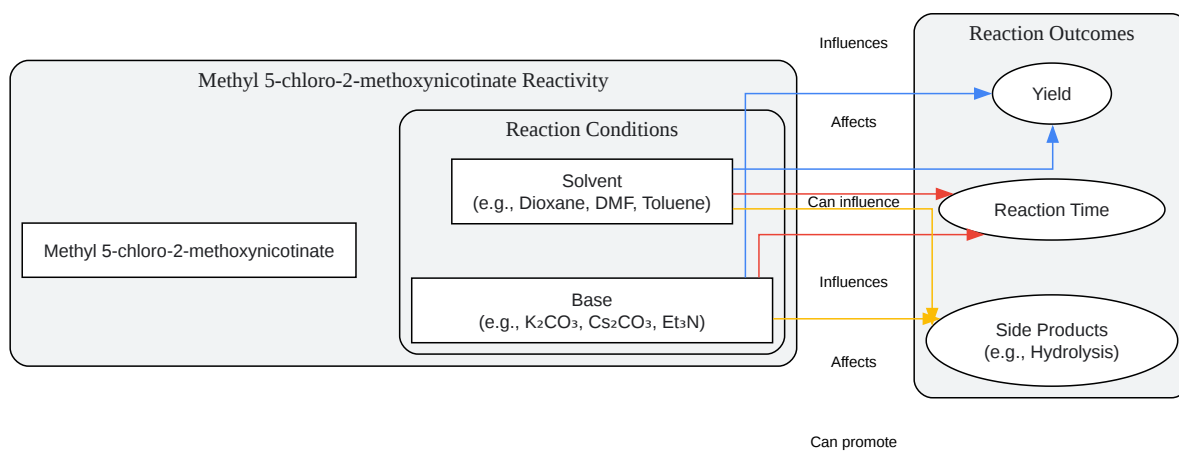 Methyl 5-chloro-2-methoxynicotinate Reactivity
Methyl 5-chloro-2-methoxynicotinate
Reaction Conditions
Solvent
(e.g., Dioxane, DMF, Toluene)
Base
(e.g., K₂CO₃, Cs₂CO₃, Et₃N)
Influences
Affects
Can influence
Influences
Affects
Can promote
Reaction Outcomes
Yield
Reaction Time
Side Products
(e.g., Hydrolysis)